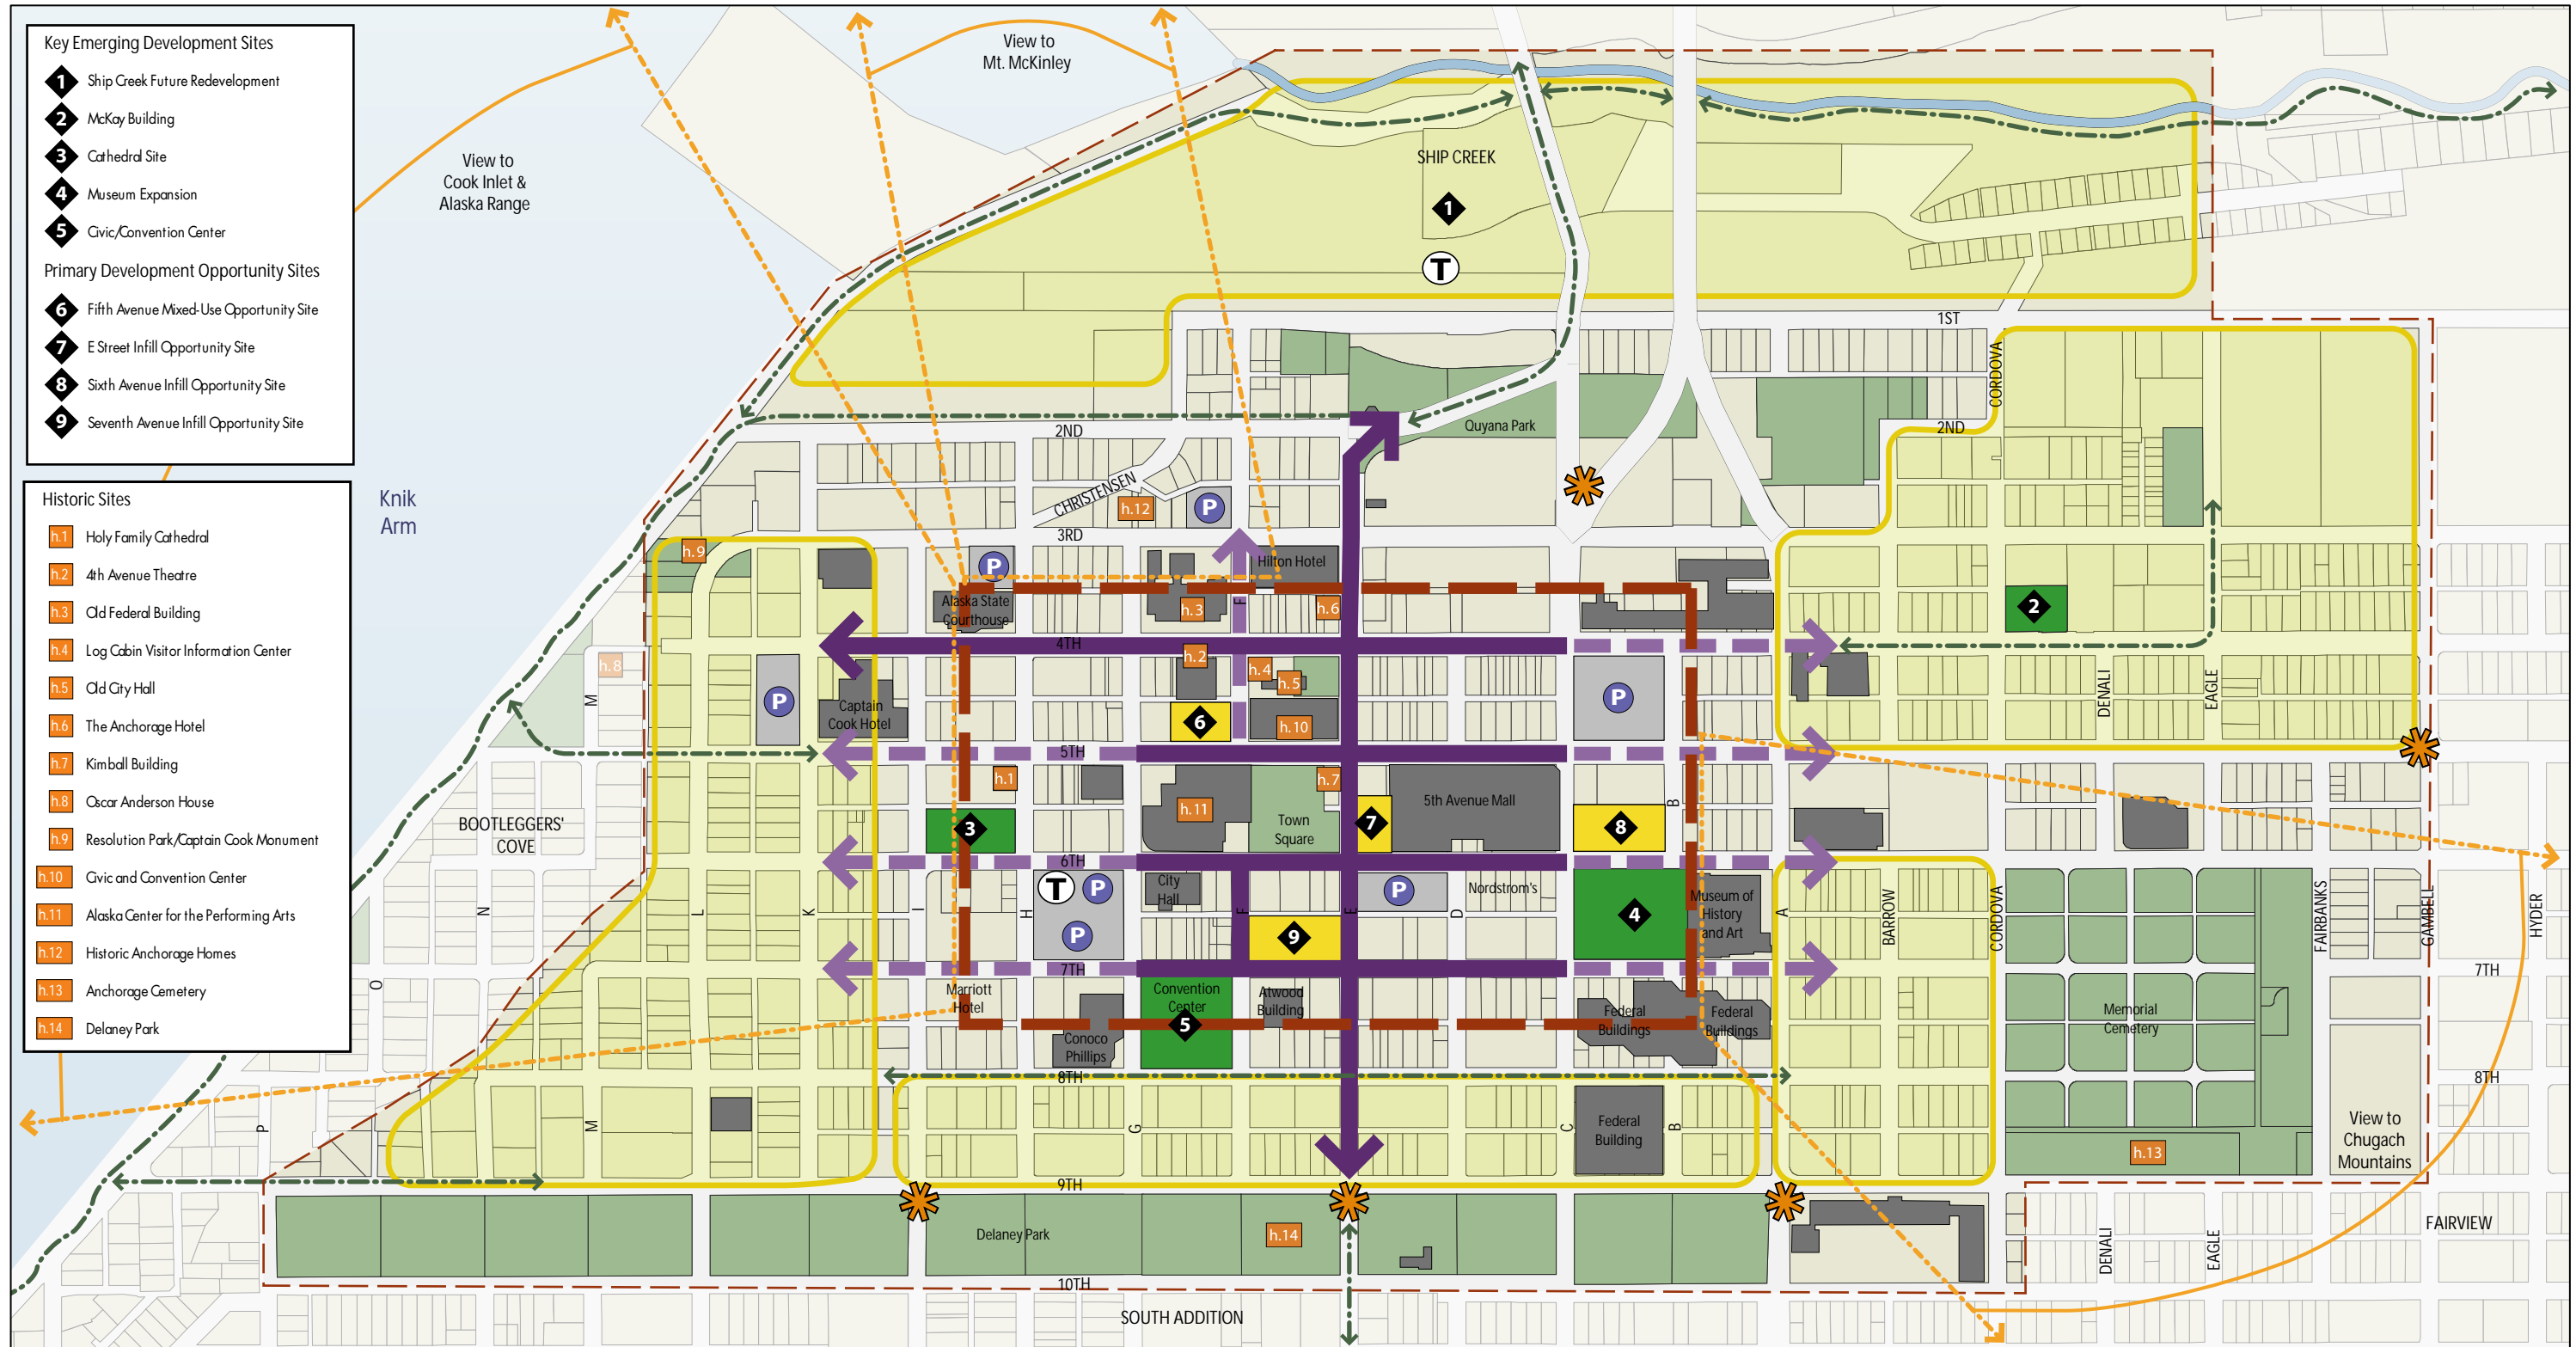 Key Emerging Development Sites
1 Ship Creek Future Redevelopment
2 McKay Building
3 Cathedral Site
4 Museum Expansion
5 Civic/Convention Center
Primary Development Opportunity Sites
6 Fifth Avenue Mixed-Use Opportunity Site
7 E Street Infill Opportunity Site
8 Sixth Avenue Infill Opportunity Site
9 Seventh Avenue Infill Opportunity Site
Historic Sites
h.1 Holy Family Cathedral
h.2 4th Avenue Theatre
h.3 Old Federal Building
h.4 Log Cabin Visitor Information Center
h.5 Old City Hall
h.6 The Anchorage Hotel
h.7 Kimball Building
h.8 Oscar Anderson House
h.9 Resolution Park/Captain Cook Monument
h.10 Civic and Convention Center
h.11 Alaska Center for the Performing Arts
h.12 Historic Anchorage Homes
h.13 Anchorage Cemetery
h.14 Delaney Park
View to
Mt. McKinley
View to
Cook Inlet &
Alaska Range
SHIP CREEK
1
T
1ST
CORDOVA
2ND
2ND
Quyana Park
Knik
Arm
CHRISTENSEN
h.12
P
3RD
h.9
P
Hilton Hotel
Alaska State
Courthouse
h.3
F
h.6
2
4TH
h.8
M
h.2
h.4
h.5
P
Captain
Cook Hotel
6
h.10
P
DENALI
EAGLE
5TH
h.1
h.7
h.11
Town
Square
7
5th Avenue Mall
B
8
BOOTLEGGERS'
COVE
3
6TH
T
P
City
Hall
P
Nordstrom's
4
Museum of
History
and Art
N
L
K
I
H
P
F
9
E
D
A
BARROW
CORDOVA
FAIRBANKS
GAMBELL
HYDER
7TH
7TH
O
Marriott
Hotel
Convention
Center
5
Atwood
Building
Conoco
Phillips
Federal
Buildings
Federal
Buildings
Memorial
Cemetery
8TH
8TH
P
M
G
C
Federal
Building
B
h.13
View to
Chugach
Mountains
9TH
Delaney Park
h.14
DENALI
EAGLE
FAIRVIEW
10TH
SOUTH ADDITION